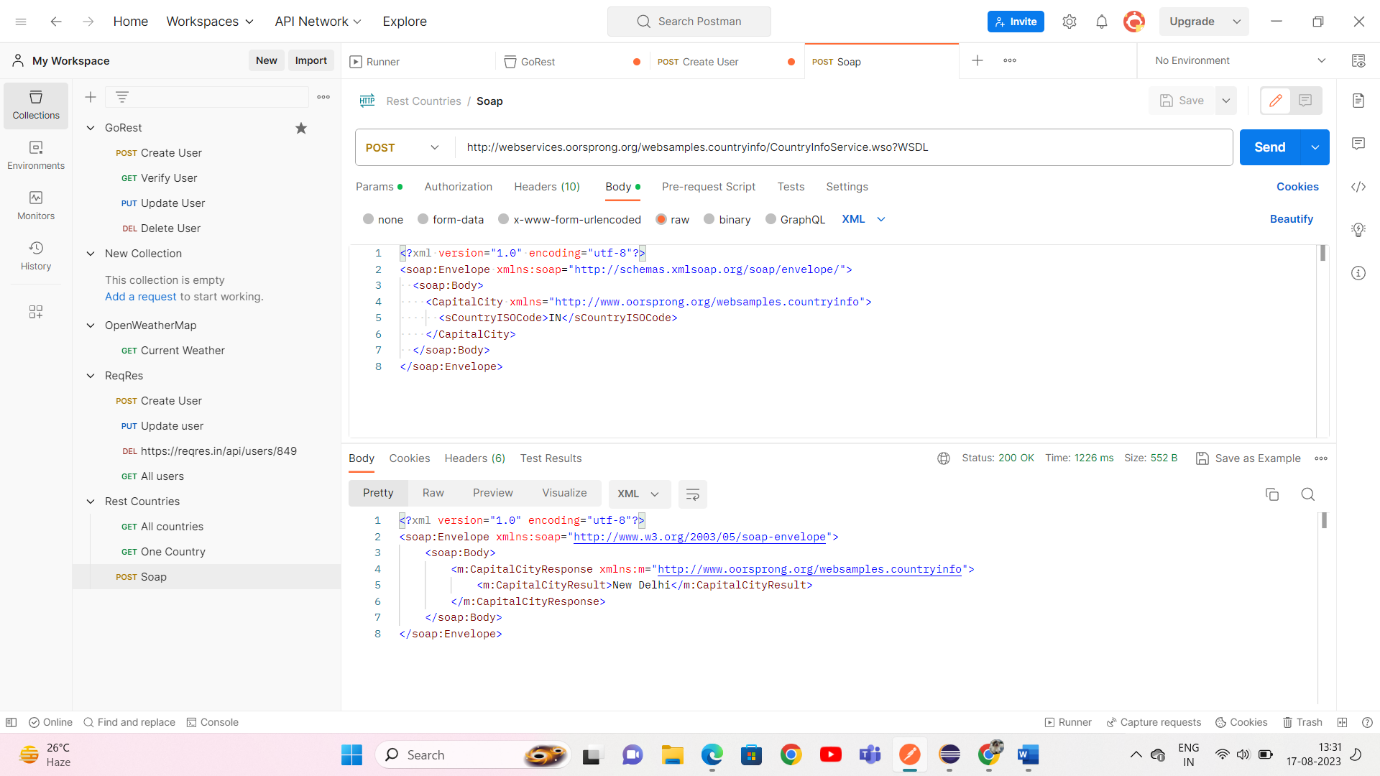 Home Workspaces API Network Explore Search Postman Invite Upgrade
My Workspace New Import Runner GoRest POST Create User POST Soap No Environment
Collections
Environments
Monitors
History
GoRest
POST Create User
GET Verify User
PUT Update User
DEL Delete User
New Collection
This collection is empty
Add a request to start working.
OpenWeatherMap
GET Current Weather
ReqRes
POST Create User
PUT Update user
DEL https://reqres.in/api/users/849
GET All users
Rest Countries
GET All countries
GET One Country
POST Soap
HTTP Rest Countries / Soap Save
POST http://webservices.oorsprong.org/websamples.countryinfo/CountryInfoService.wso?WSDL Send
Params Authorization Headers (10) Body Pre-request Script Tests Settings Cookies
none form-data x-www-form-urlencoded raw binary GraphQL XML Beautify
1 <?xml version="1.0" encoding="utf-8"?>
2 <soap:Envelope xmlns:soap="http://schemas.xmlsoap.org/soap/envelope/">
3 <soap:Body>
4 <CapitalCity xmlns="http://www.oorsprong.org/websamples.countryinfo">
5 <sCountryISOCode>IN</sCountryISOCode>
6 </CapitalCity>
7 </soap:Body>
8 </soap:Envelope>
Body Cookies Headers (6) Test Results Status: 200 OK Time: 1226 ms Size: 552 B Save as Example
Pretty Raw Preview Visualize XML
1 <?xml version="1.0" encoding="utf-8"?>
2 <soap:Envelope xmlns:soap="http://www.w3.org/2003/05/soap-envelope">
3 <soap:Body>
4 <m:CapitalCityResponse xmlns:m="http://www.oorsprong.org/websamples.countryinfo">
5 <m:CapitalCityResult>New Delhi</m:CapitalCityResult>
6 </m:CapitalCityResponse>
7 </soap:Body>
8 </soap:Envelope>
Online Find and replace Console Runner Capture requests Cookies Trash
26°C
Haze
Search
ENG
IN
13:31
17-08-2023